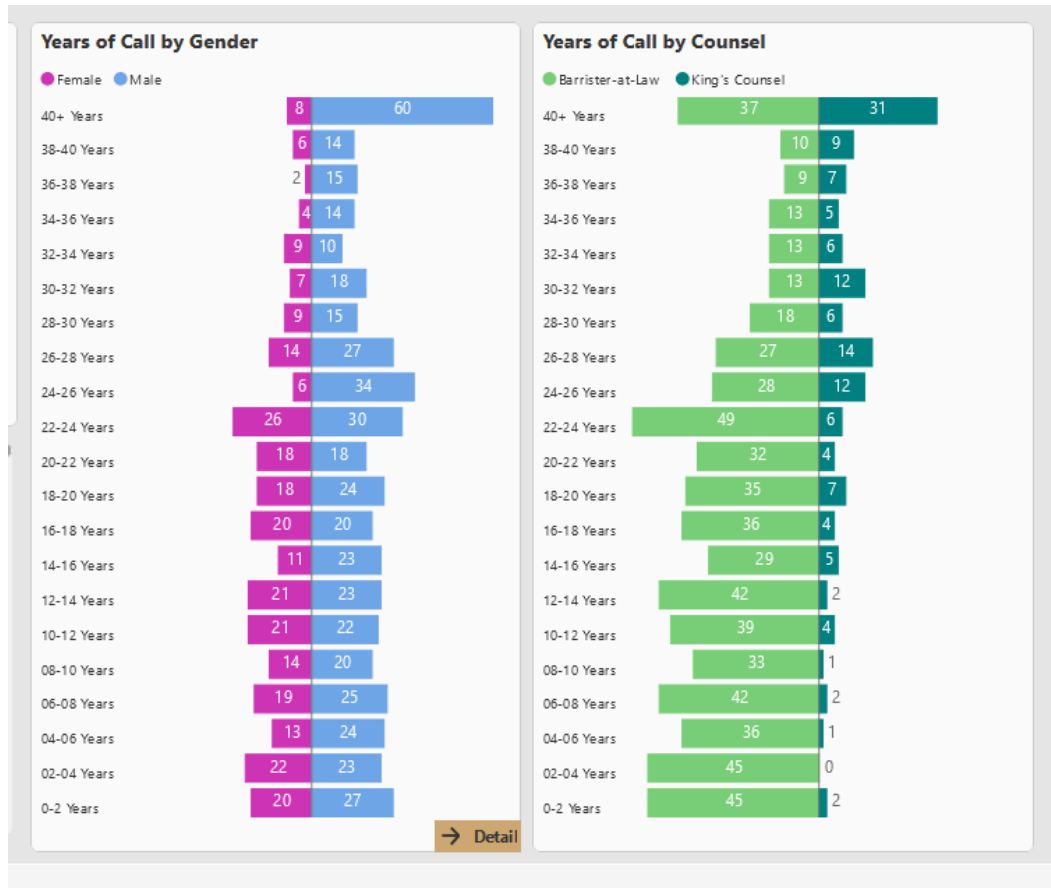 Years of Call by Gender
Female Male
40+ Years 8 60
38-40 Years 6 14
36-38 Years 2 15
34-36 Years 4 14
32-34 Years 9 10
30-32 Years 7 18
28-30 Years 9 15
26-28 Years 14 27
24-26 Years 6 34
22-24 Years 26 30
20-22 Years 18 18
18-20 Years 18 24
16-18 Years 20 20
14-16 Years 11 23
12-14 Years 21 23
10-12 Years 21 22
08-10 Years 14 20
06-08 Years 19 25
04-06 Years 13 24
02-04 Years 22 23
0-2 Years 20 27
→ Detail
Years of Call by Counsel
Barrister-at-Law King's Counsel
40+ Years 37 31
38-40 Years 10 9
36-38 Years 9 7
34-36 Years 13 5
32-34 Years 13 6
30-32 Years 13 12
28-30 Years 18 6
26-28 Years 27 14
24-26 Years 28 12
22-24 Years 49 6
20-22 Years 32 4
18-20 Years 35 7
16-18 Years 36 4
14-16 Years 29 5
12-14 Years 42 2
10-12 Years 39 4
08-10 Years 33 1
06-08 Years 42 2
04-06 Years 36 1
02-04 Years 45 0
0-2 Years 45 2